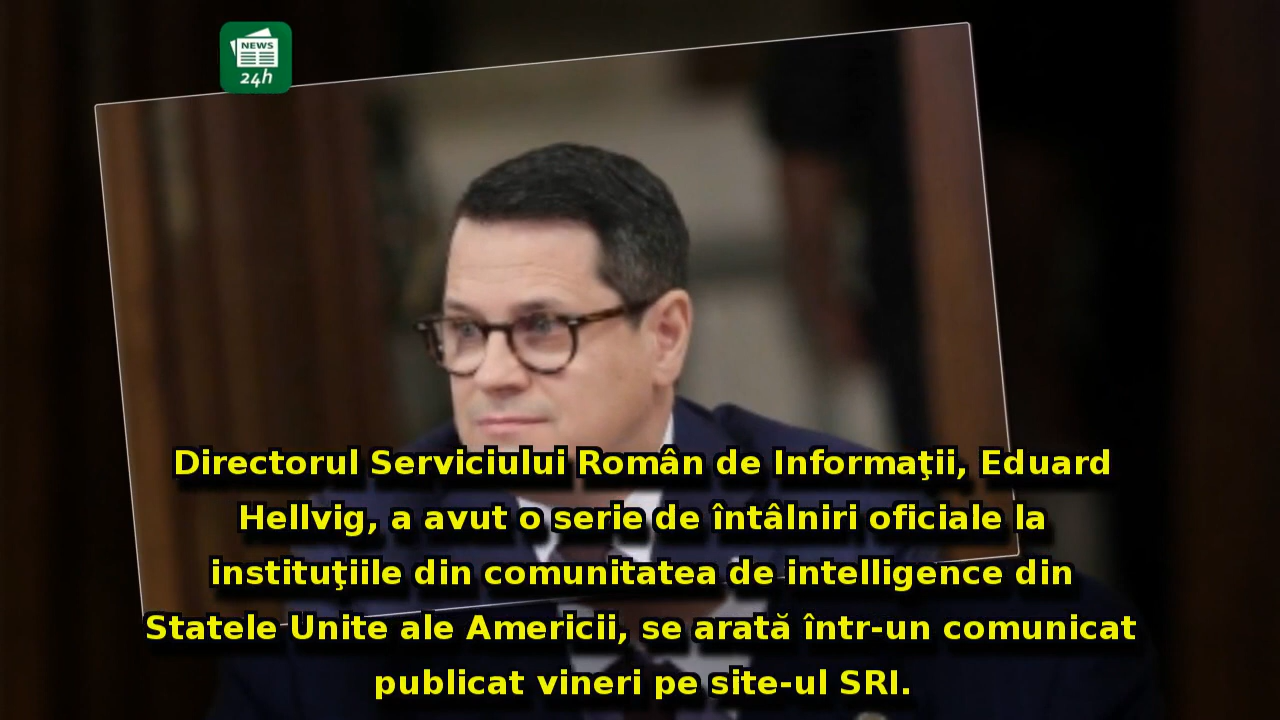 NEWS
24h
Directorul Serviciului Român de Informaţii, Eduard
Hellvig, a avut o serie de întâlniri oficiale la
instituţiile din comunitatea de intelligence din
Statele Unite ale Americii, se arată într-un comunicat
publicat vineri pe site-ul SRI.